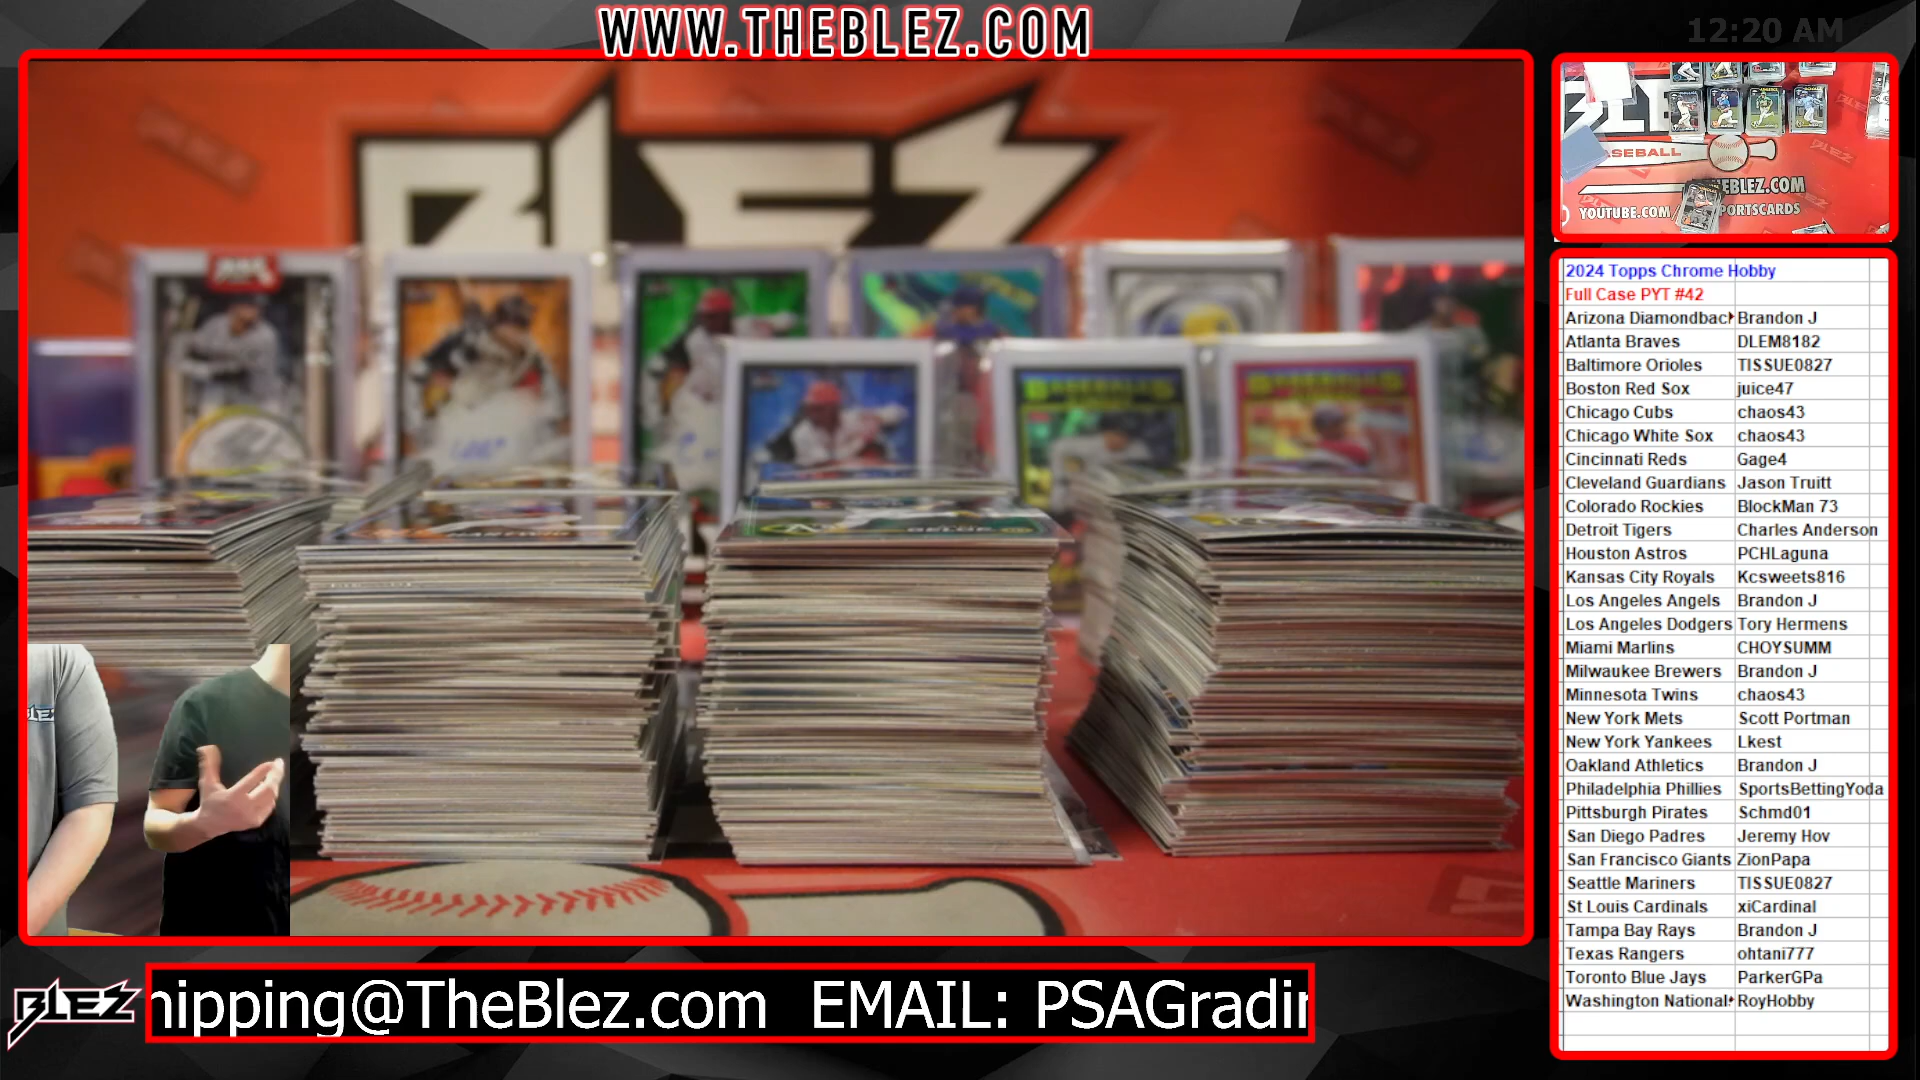 WWW.THEBLEZ.COM
12:20 AM
BLEZ
BASEBALL
THEBLEZ.COM
YOUTUBE.COM
SPORTSCARDS
2024 Topps Chrome Hobby
Full Case PYT #42
Arizona Diamondback Brandon J
Atlanta Braves DLEM8182
Baltimore Orioles TISSUE0827
Boston Red Sox juice47
Chicago Cubs chaos43
Chicago White Sox chaos43
Cincinnati Reds Gage4
Cleveland Guardians Jason Truitt
Colorado Rockies BlockMan 73
Detroit Tigers Charles Anderson
Houston Astros PCHLaguna
Kansas City Royals Kcsweets816
Los Angeles Angels Brandon J
Los Angeles Dodgers Tory Hermens
Miami Marlins CHOYSUMM
Milwaukee Brewers Brandon J
Minnesota Twins chaos43
New York Mets Scott Portman
New York Yankees Lkest
Oakland Athletics Brandon J
Philadelphia Phillies SportsBettingYoda
Pittsburgh Pirates Schmd01
San Diego Padres Jeremy Hov
San Francisco Giants ZionPapa
Seattle Mariners TISSUE0827
St Louis Cardinals xiCardinal
Tampa Bay Rays Brandon J
Texas Rangers ohtani777
Toronto Blue Jays ParkerGPa
Washington National RoyHobby
BLEZ
hipping@TheBlez.com EMAIL: PSAGradin